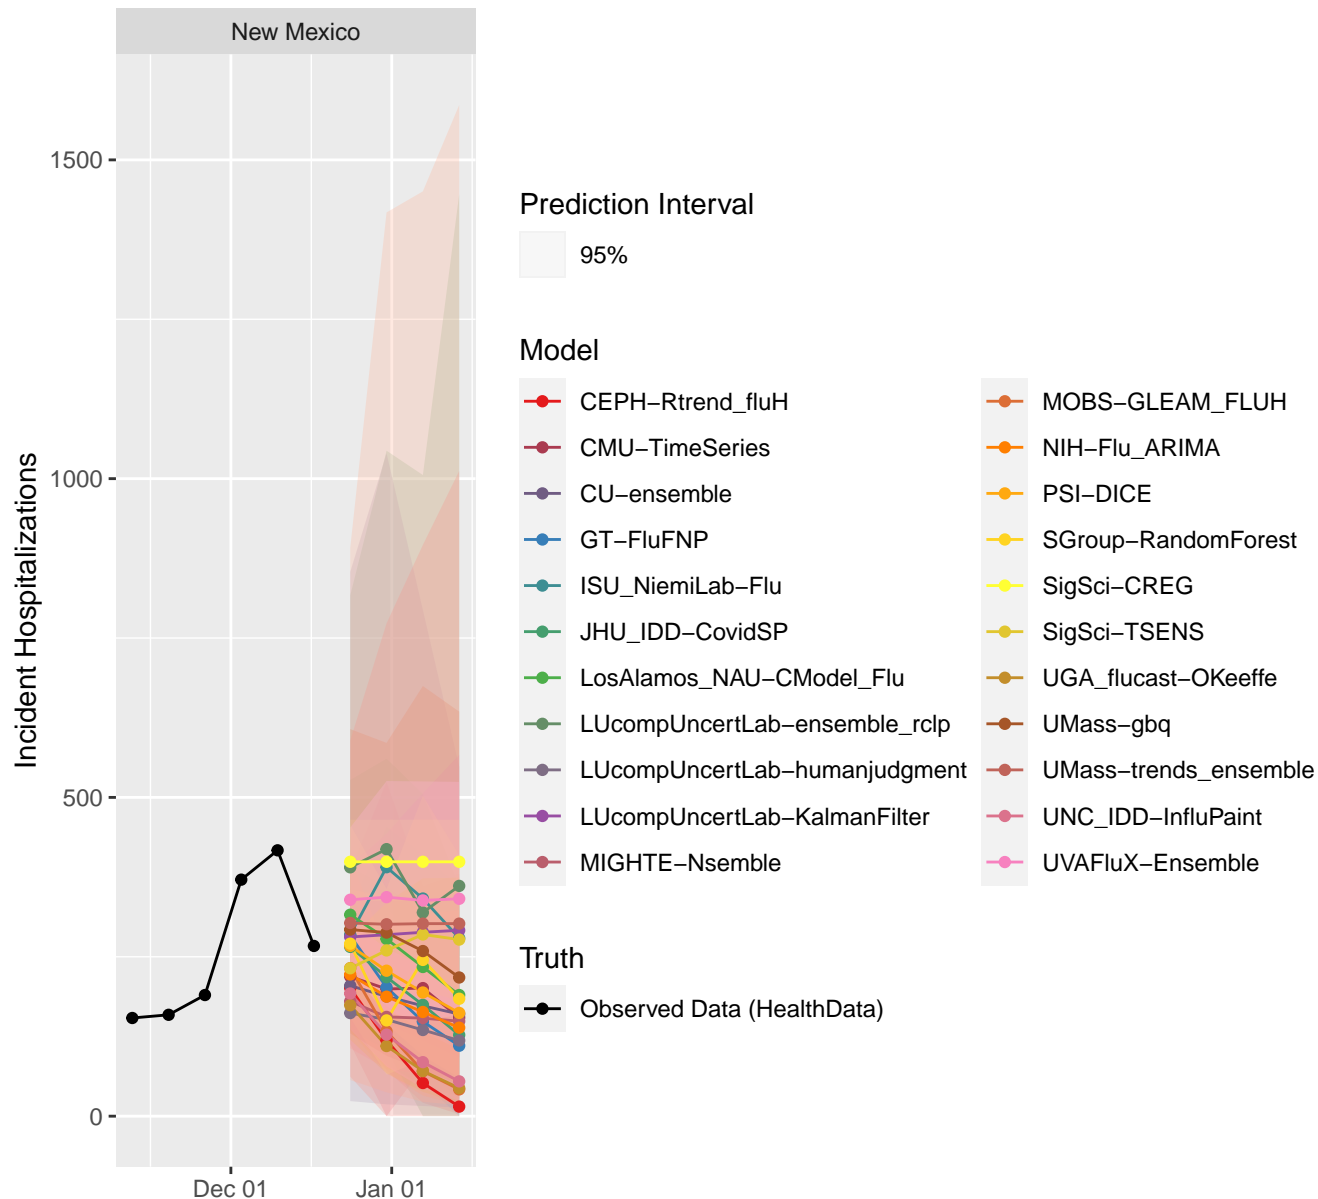 New Mexico
Incident Hospitalizations
1500
1000
500
0
Dec 01
Jan 01
Prediction Interval
95%
Model
CEPH−Rtrend_fluH
CMU−TimeSeries
CU−ensemble
GT−FluFNP
ISU_NiemiLab−Flu
JHU_IDD−CovidSP
LosAlamos_NAU−CModel_Flu
LUcompUncertLab−ensemble_rclp
LUcompUncertLab−humanjudgment
LUcompUncertLab−KalmanFilter
MIGHTE−Nsemble
MOBS−GLEAM_FLUH
NIH−Flu_ARIMA
PSI−DICE
SGroup−RandomForest
SigSci−CREG
SigSci−TSENS
UGA_flucast−OKeeffe
UMass−gbq
UMass−trends_ensemble
UNC_IDD−InfluPaint
UVAFluX−Ensemble
Truth
Observed Data (HealthData)